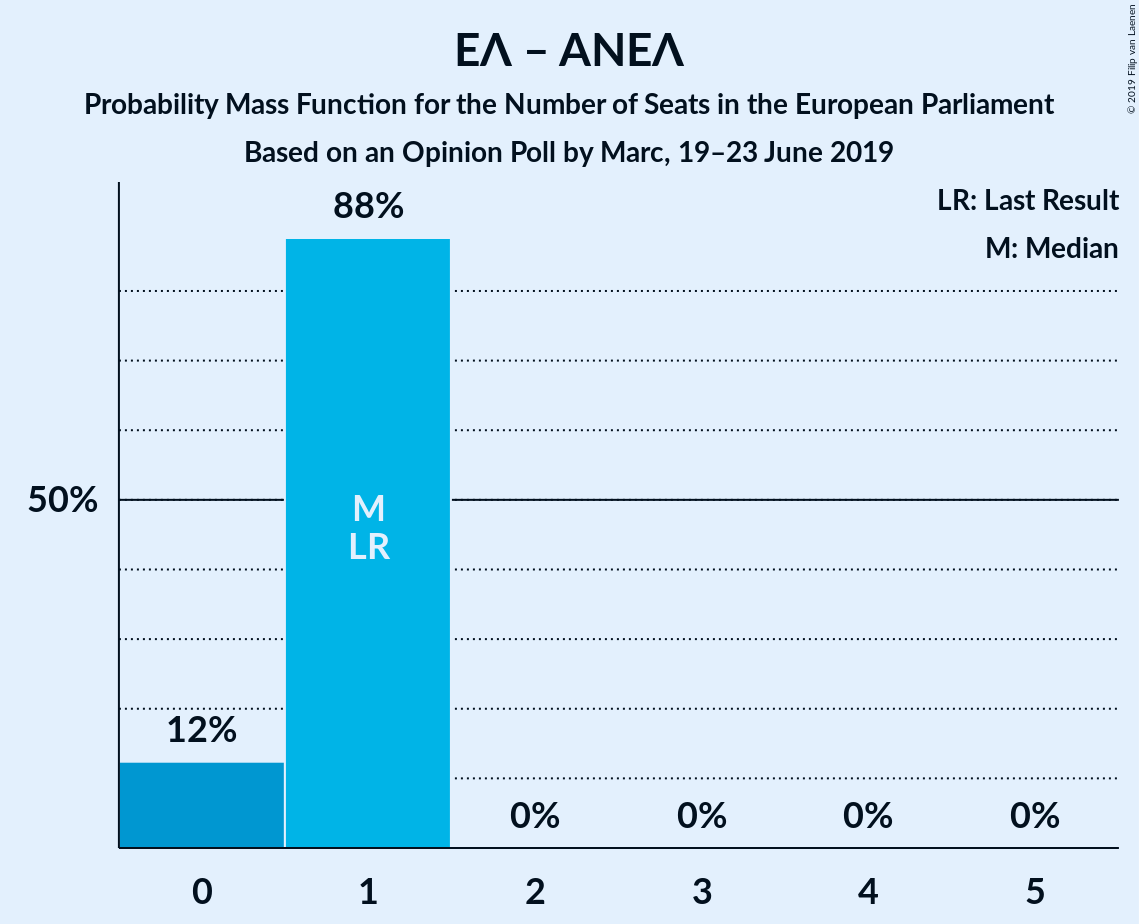 ΕΛ – ΑΝΕΛ
Probability Mass Function for the Number of Seats in the European Parliament
Based on an Opinion Poll by Marc, 19–23 June 2019
© 2019 Filip van Laenen
LR: Last Result
M: Median
88%
50%
M
LR
12%
0%
0%
0%
0%
0
1
2
3
4
5